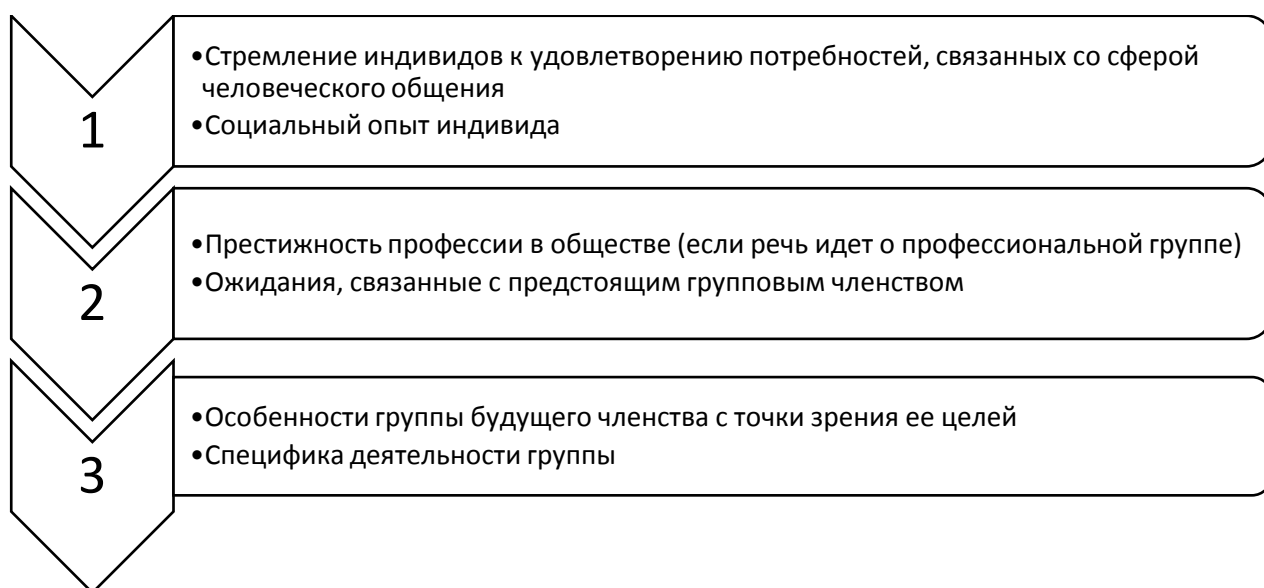 1
•Стремление индивидов к удовлетворению потребностей, связанных со сферой
человеческого общения
•Социальный опыт индивида
2
•Престижность профессии в обществе (если речь идет о профессиональной группе)
•Ожидания, связанные с предстоящим групповым членством
3
•Особенности группы будущего членства с точки зрения ее целей
•Специфика деятельности группы